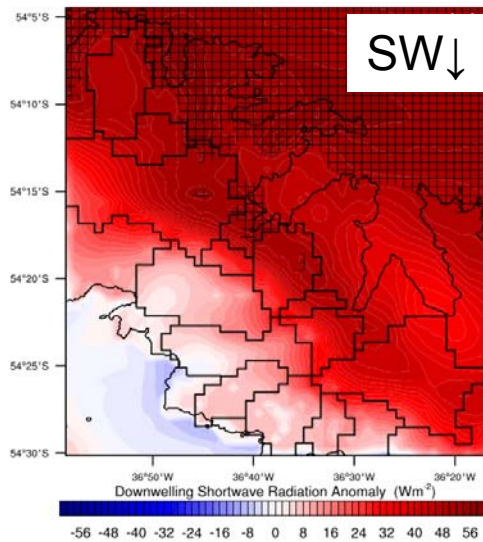 54°5'S
SW↓
54°10'S
54°15'S
54°20'S
54°25'S
54°30'S
36°50'W 36°40'W 36°30'W 36°20'W
Downwelling Shortwave Radiation Anomaly (Wm⁻²)
-56 -48 -40 -32 -24 -16 -8 0 8 16 24 32 40 48 56